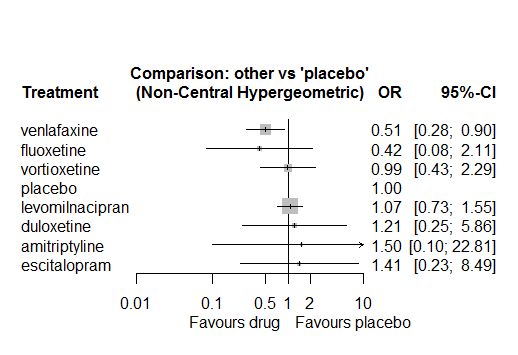 Comparison: other vs 'placebo'
Treatment (Non-Central Hypergeometric) OR 95%-CI
venlafaxine 0.51 [0.28; 0.90]
fluoxetine 0.42 [0.08; 2.11]
vortioxetine 0.99 [0.43; 2.29]
placebo 1.00
levomilnacipran 1.07 [0.73; 1.55]
duloxetine 1.21 [0.25; 5.86]
amitriptyline 1.50 [0.10; 22.81]
escitalopram 1.41 [0.23; 8.49]
0.01 0.1 0.5 1 2 10
Favours drug Favours placebo